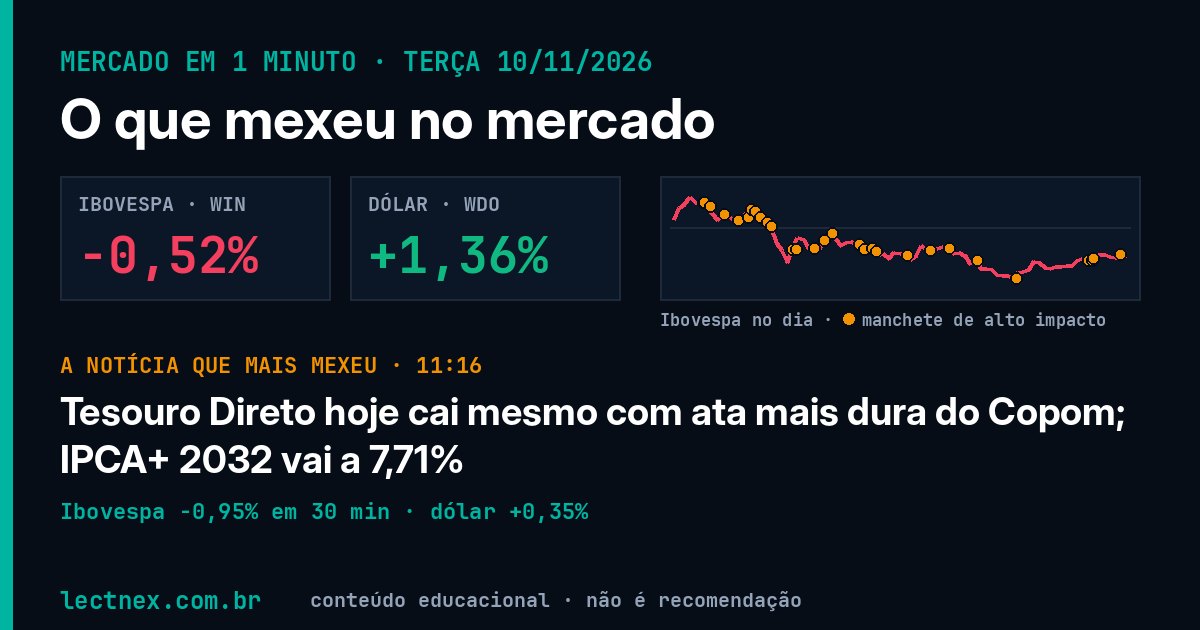 MERCADO EM 1 MINUTO · TERÇA 10/11/2026
O que mexeu no mercado
IBOVESPA · WIN
-0,52%
DÓLAR · WDO
+1,36%
Ibovespa no dia · manchete de alto impacto
A NOTÍCIA QUE MAIS MEXEU · 11:16
Tesouro Direto hoje cai mesmo com ata mais dura do Copom;
IPCA+ 2032 vai a 7,71%
Ibovespa -0,95% em 30 min · dólar +0,35%
lectnex.com.br
conteúdo educacional · não é recomendação